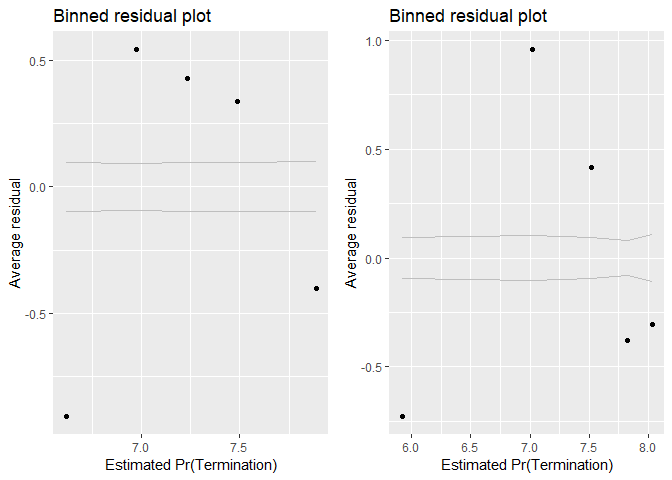 Binned residual plot
0.5
0.0
-0.5
Average residual
7.0 7.5
Estimated Pr(Termination)
Binned residual plot
1.0
0.5
0.0
-0.5
Average residual
6.0 6.5 7.0 7.5 8.0
Estimated Pr(Termination)